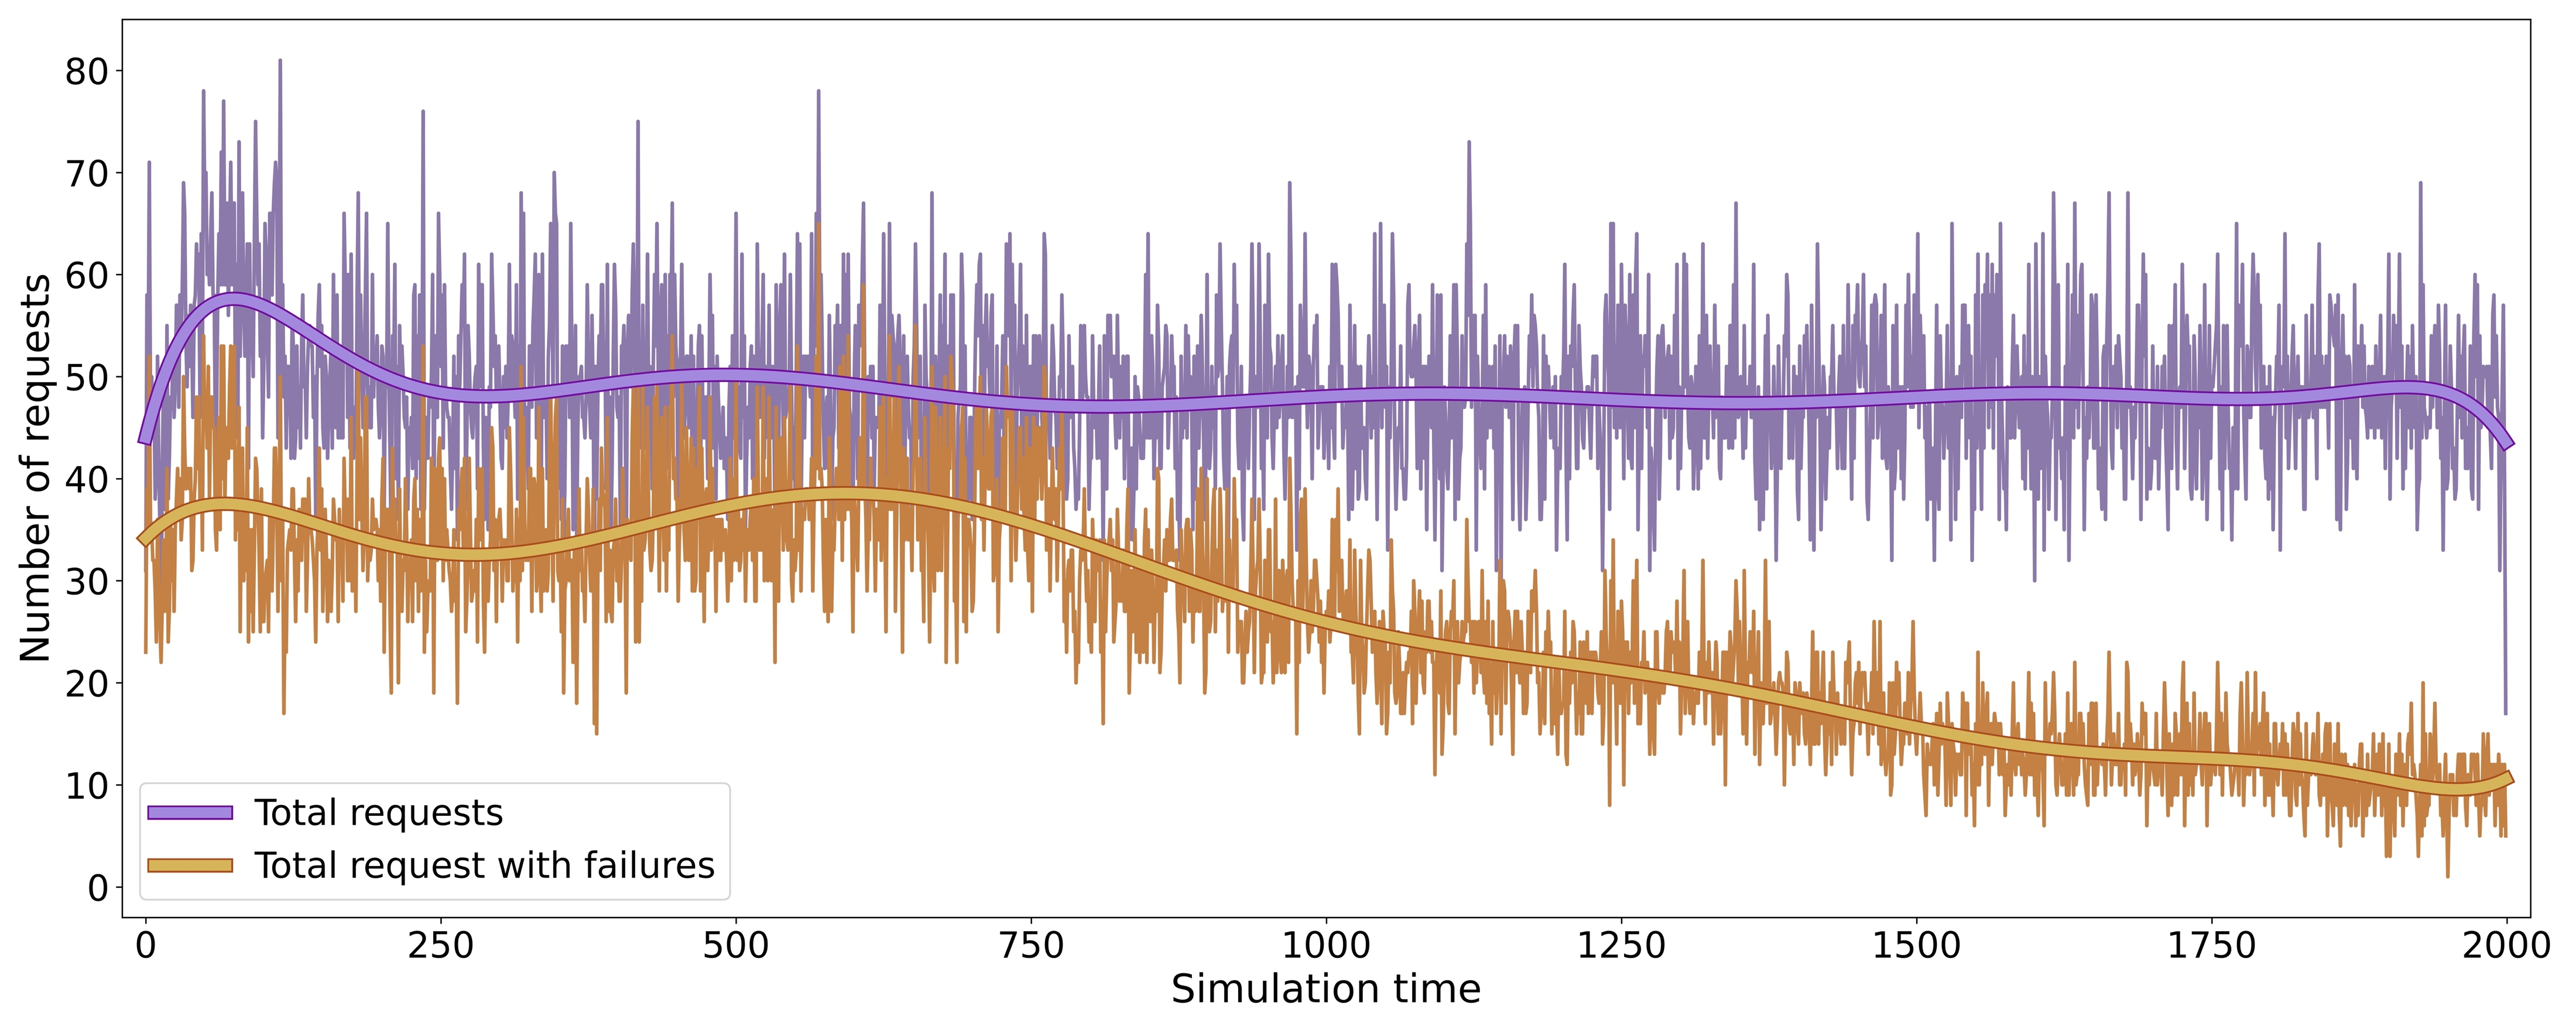 80
70
60
50
40
30
20
10
0
Number of requests
Total requests
Total request with failures
0 250 500 750 1000 1250 1500 1750 2000
Simulation time